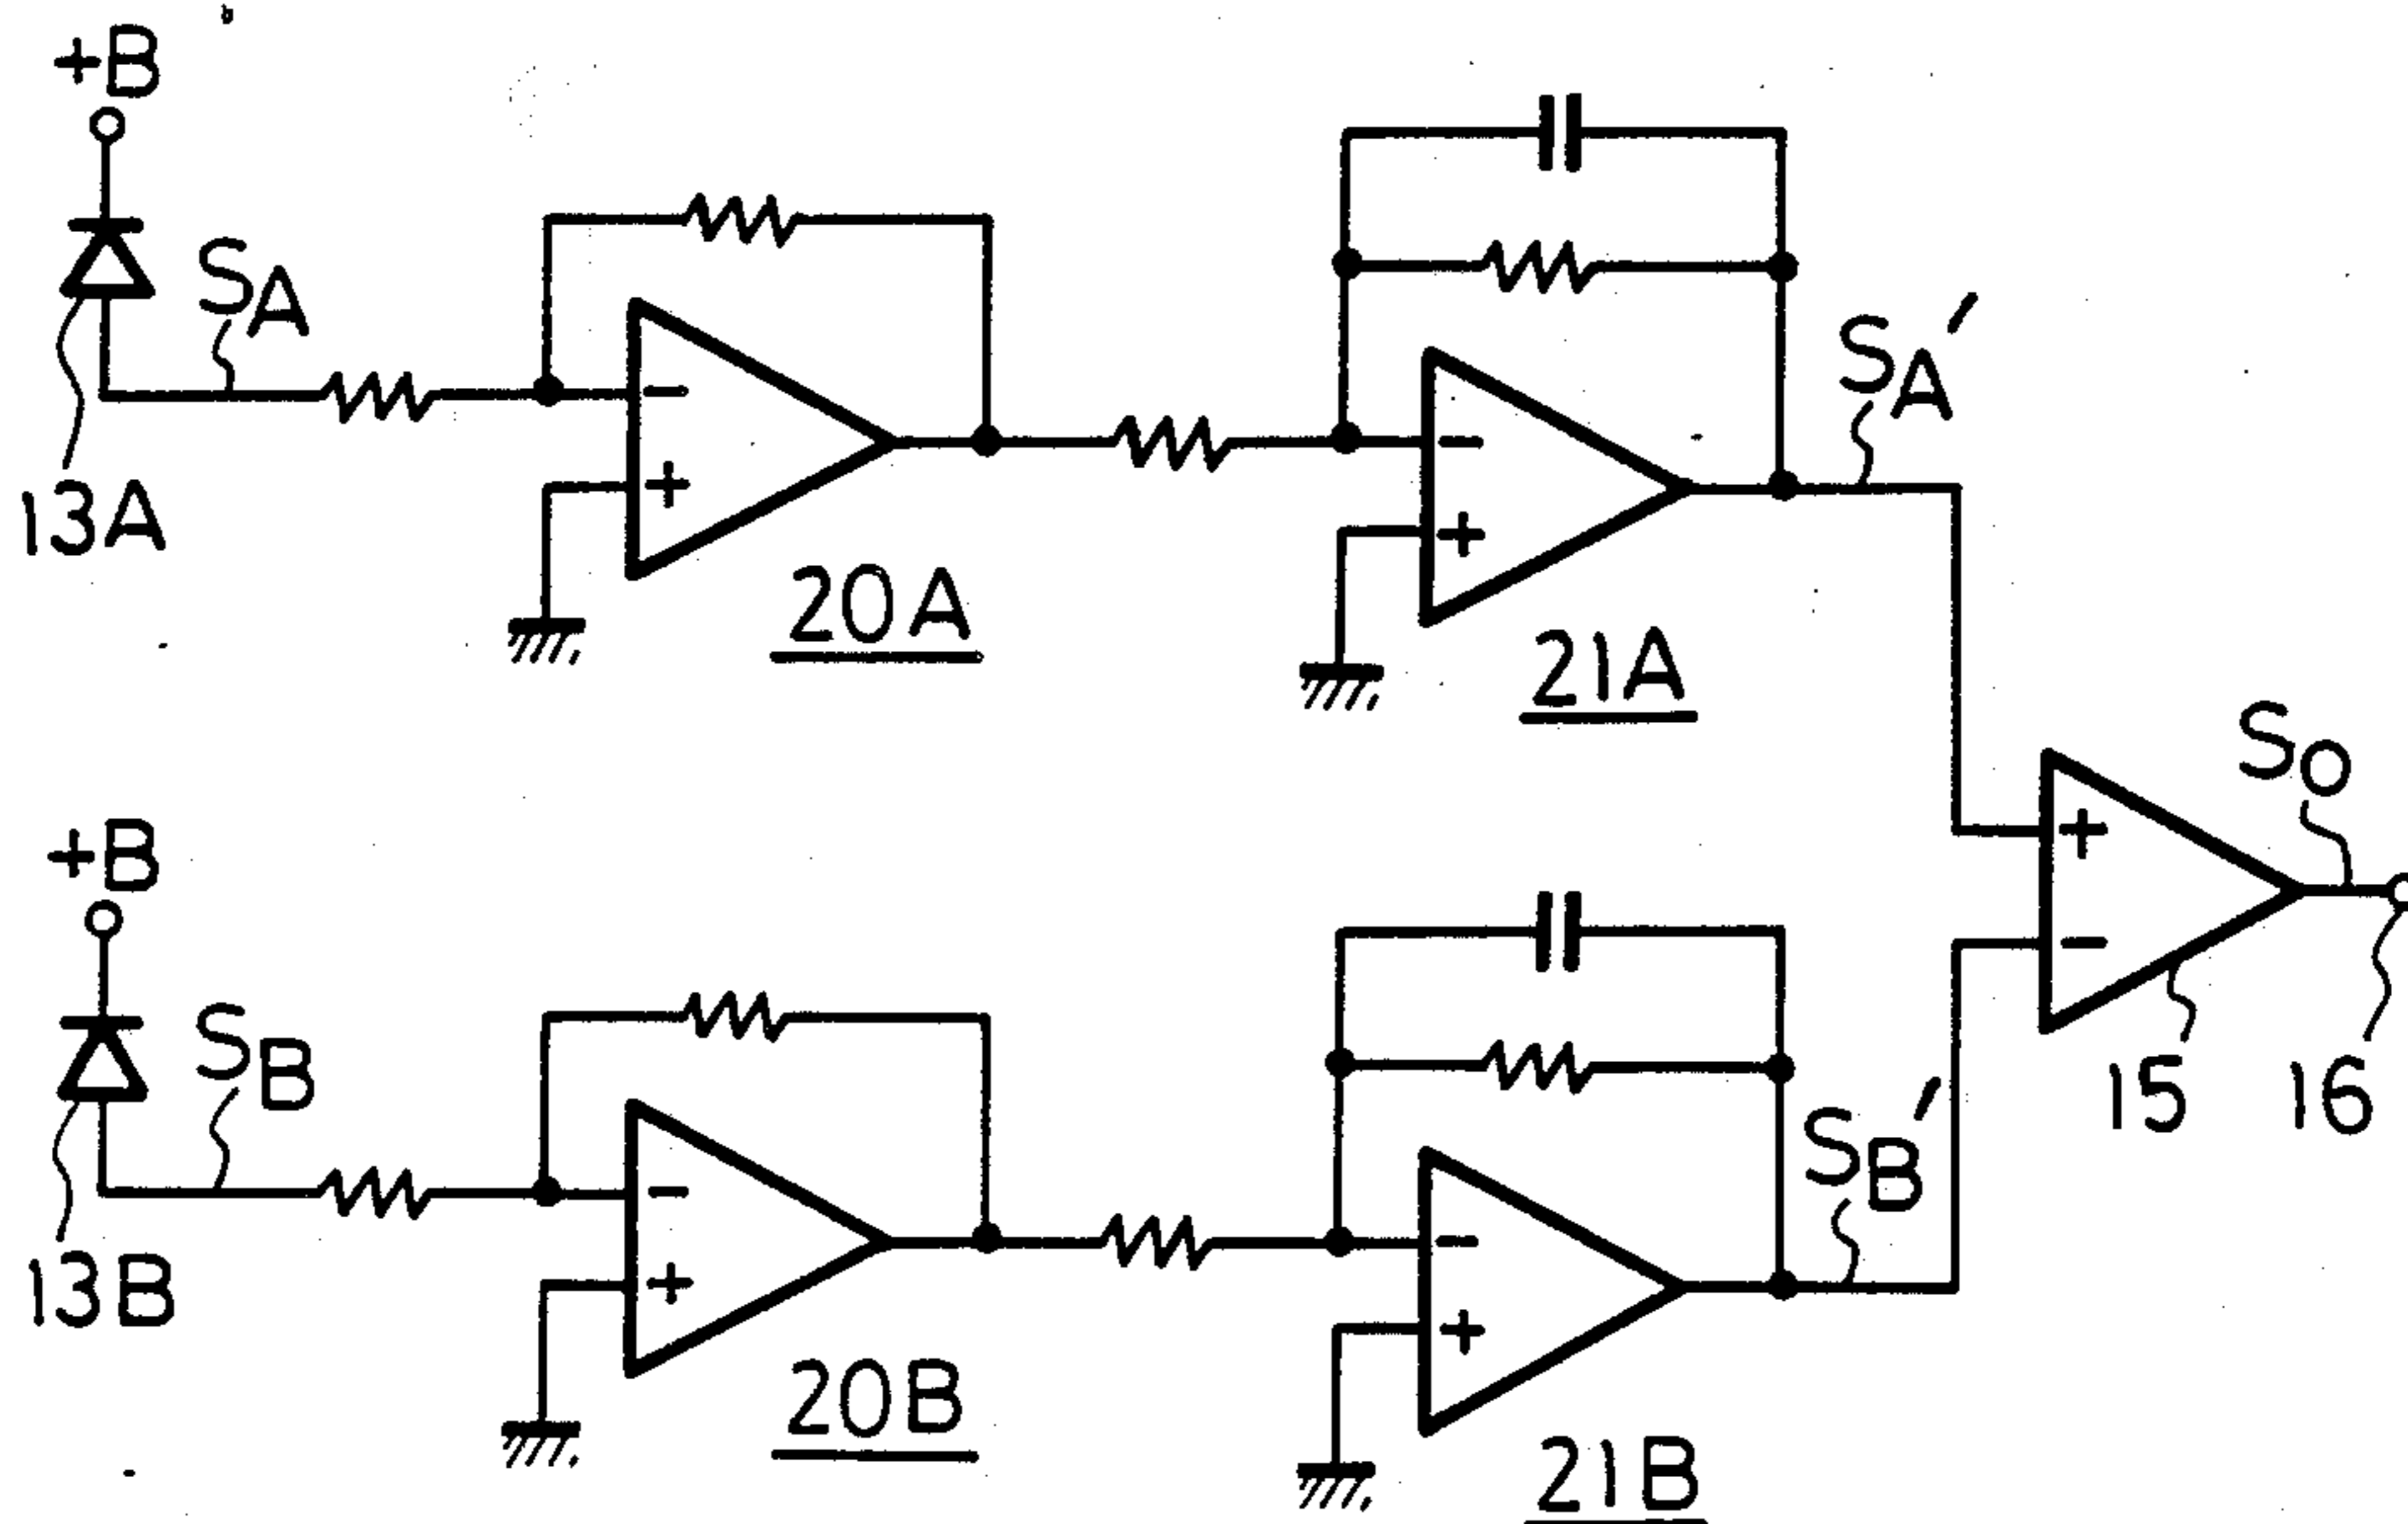 +B
SA
13A
20A
SA'
21A
SO
+B
SB
13B
20B
SB'
21B
15
16
−
+
−
+
+
−
−
+
−
+